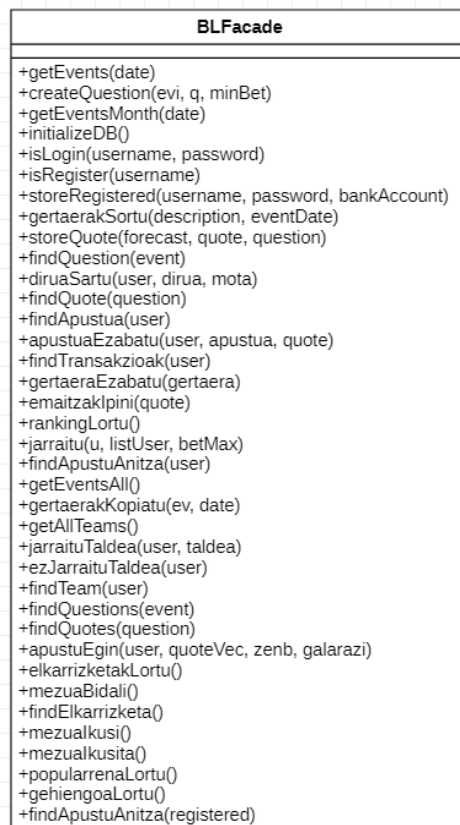 BLFacade
+getEvents(date)
+createQuestion(evi, q, minBet)
+getEventsMonth(date)
+initializeDB()
+isLogin(username, password)
+isRegister(username)
+storeRegistered(username, password, bankAccount)
+gertaerakSortu(description, eventDate)
+storeQuote(forecast, quote, question)
+findQuestion(event)
+diruaSartu(user, dirua, mota)
+findQuote(question)
+findApustua(user)
+apustuaEzabatu(user, apustua, quote)
+findTransakzioak(user)
+gertaeraEzabatu(gertaera)
+emaitzakIpini(quote)
+rankingLortu()
+jarraitu(u, listUser, betMax)
+findApustuAnitza(user)
+getEventsAll()
+gertaerakKopiatu(ev, date)
+getAllTeams()
+jarraituTaldea(user, taldea)
+ezJarraituTaldea(user)
+findTeam(user)
+findQuestions(event)
+findQuotes(question)
+apustuEgin(user, quoteVec, zenb, galarazi)
+elkarrizketakLortu()
+mezuaBidali()
+findElkarrizketa()
+mezuaIkusi()
+mezuaIkusita()
+popularrenaLortu()
+gehiengoaLortu()
+findApustuAnitza(registered)